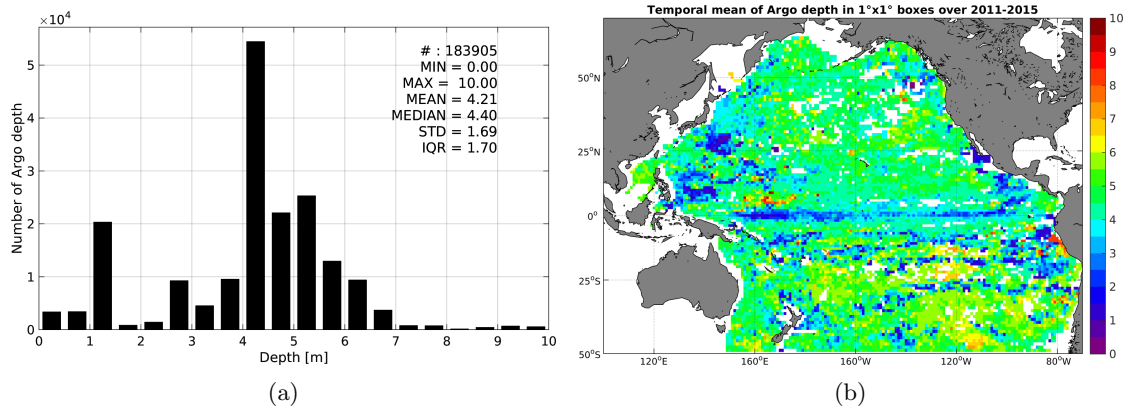 ×10⁴
5
4
3
2
1
0
Number of Argo depth
# : 183905
MIN = 0.00
MAX = 10.00
MEAN = 4.21
MEDIAN = 4.40
STD = 1.69
IQR = 1.70
0 1 2 3 4 5 6 7 8 9 10
Depth [m]
(a)
Temporal mean of Argo depth in 1°x1° boxes over 2011-2015
50°N
25°N
0°
25°S
50°S
120°E 160°E 160°W 120°W 80°W
10
9
8
7
6
5
4
3
2
1
0
(b)